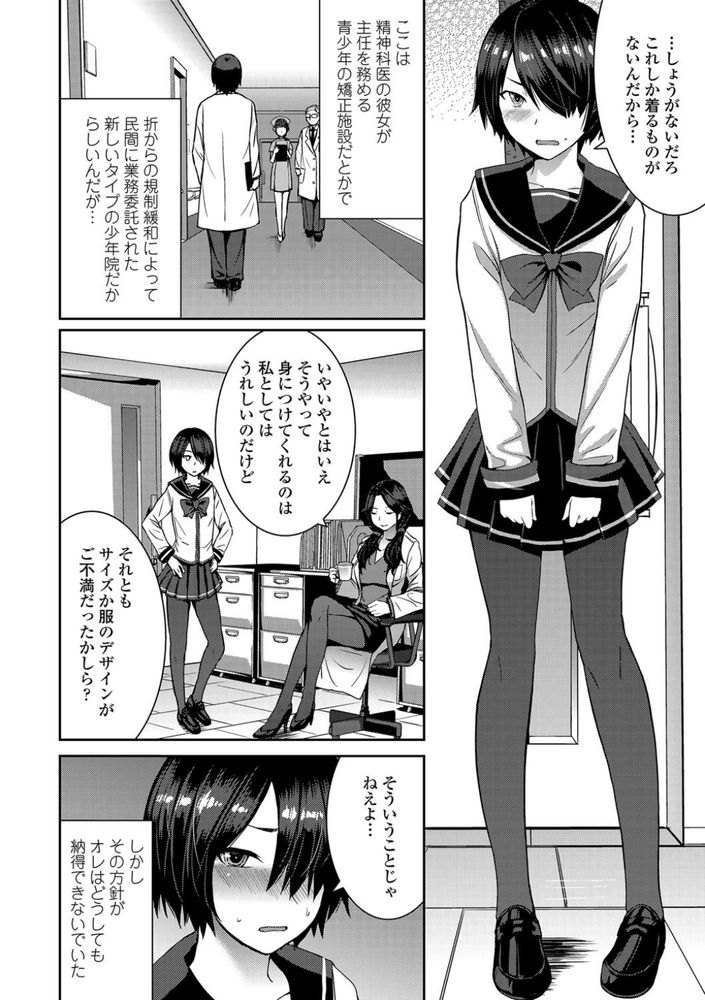 …しょうがないだろ
これしか着るものが
ないんだから…
ここは
精神科医の彼女が
主任を務める
青少年の矯正施設だとかで
折からの規制緩和によって
民間に業務委託された
新しいタイプの少年院だか
らしいんだが…
いやいやとはいえ
そうやって
身につけてくれるのは
私としては
うれしいのだけど
それとも
サイズか服のデザインが
ご不満だったかしら？
そういうことじゃ
ねえよ…
しかし
その方針が
オレはどうしても
納得できないでいた